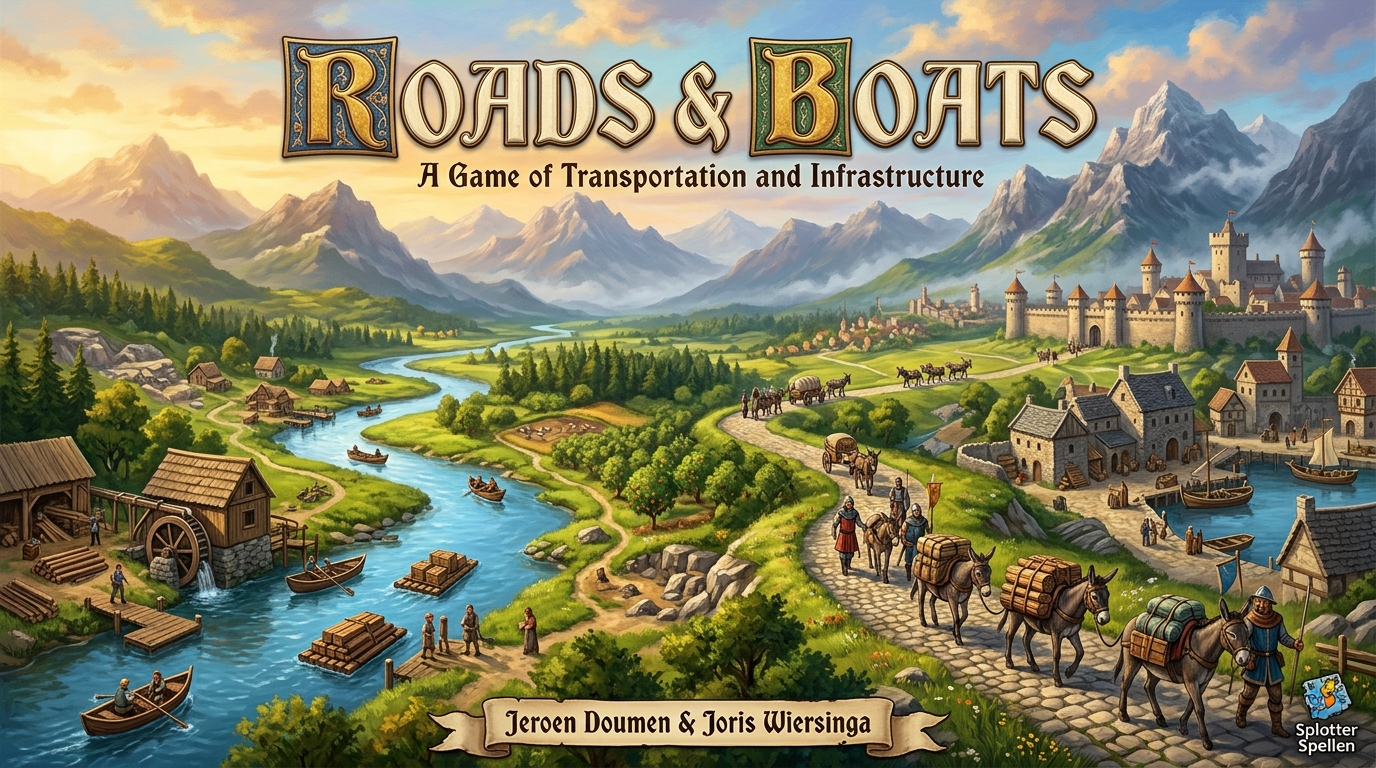 ROADS & BOATS
A Game of Transportation and Infrastructure
Jeroen Doumen & Joris Wiersinga
Splotter
Spellen